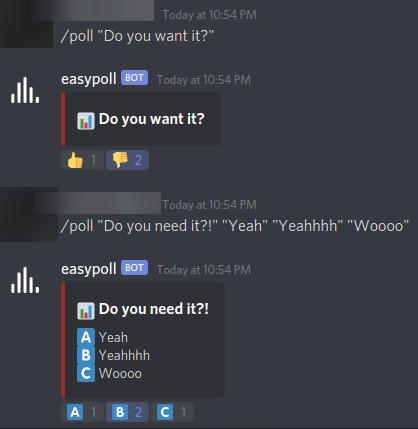 Today at 10:54 PM
/poll "Do you want it?"
easypoll BOT Today at 10:54 PM
📊 Do you want it?
👍 1 👎 2
Today at 10:54 PM
/poll "Do you need it?!" "Yeah" "Yeahhhh" "Woooo"
easypoll BOT Today at 10:54 PM
📊 Do you need it?!
A Yeah
B Yeahhhh
C Woooo
A 1 B 2 C 1